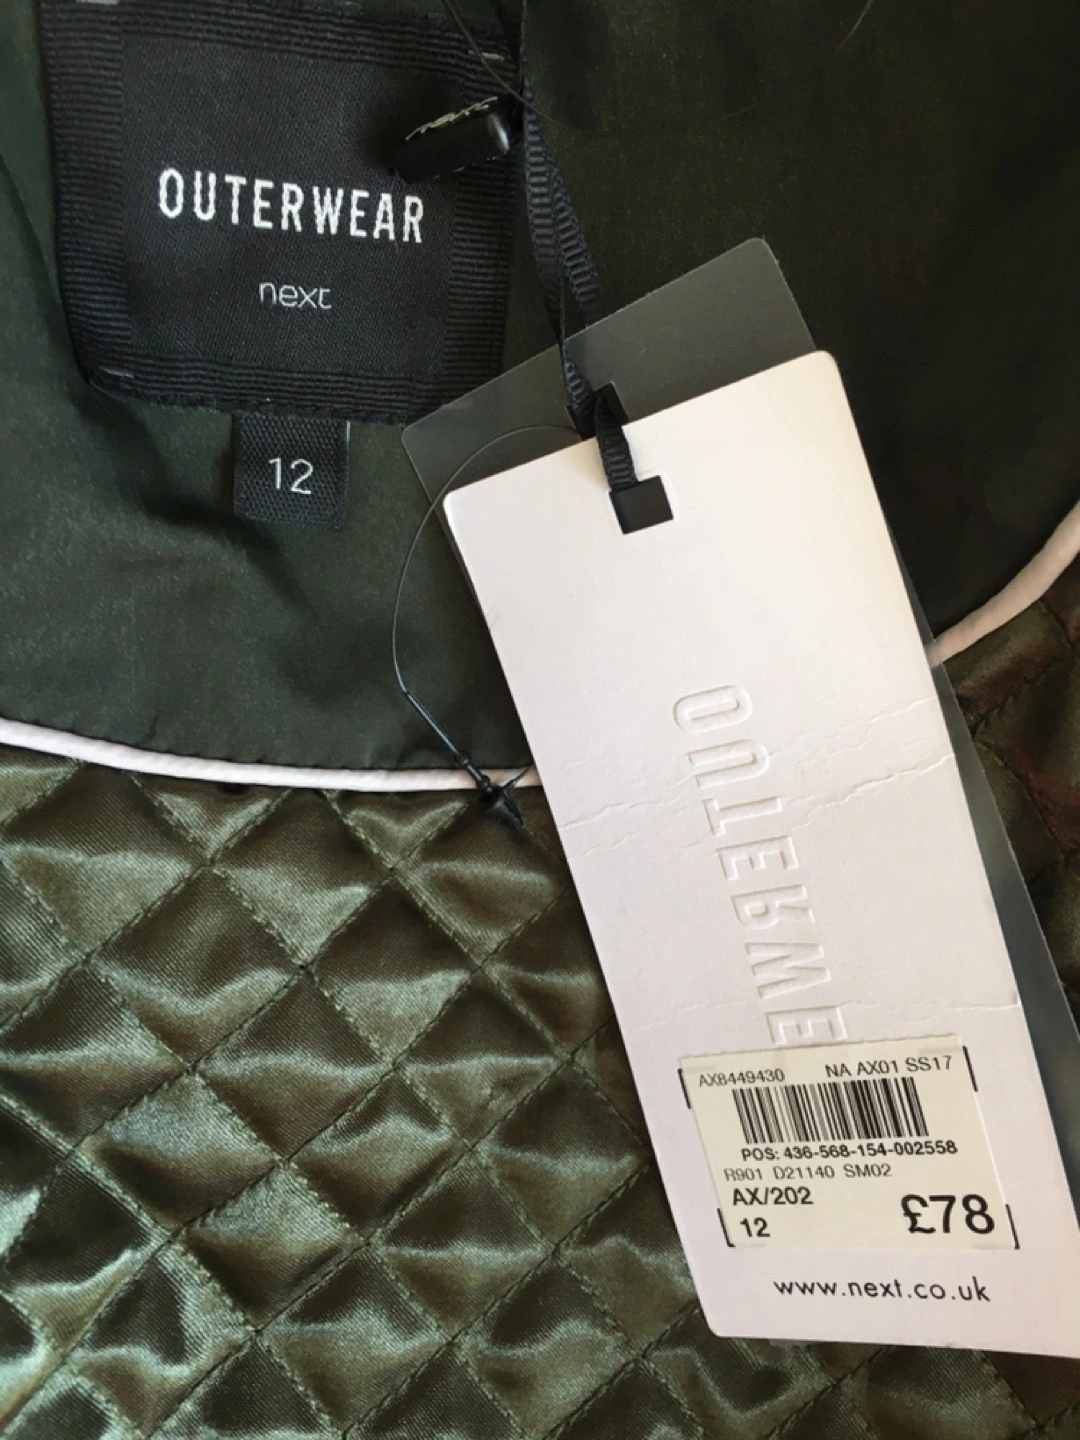 OUTERWEAR
next
12
OUTERWE
AX8449430 NA AX01 SS17
POS: 436-568-154-002558
R901 D21140 SM02
AX/202
12 £78
www.next.co.uk